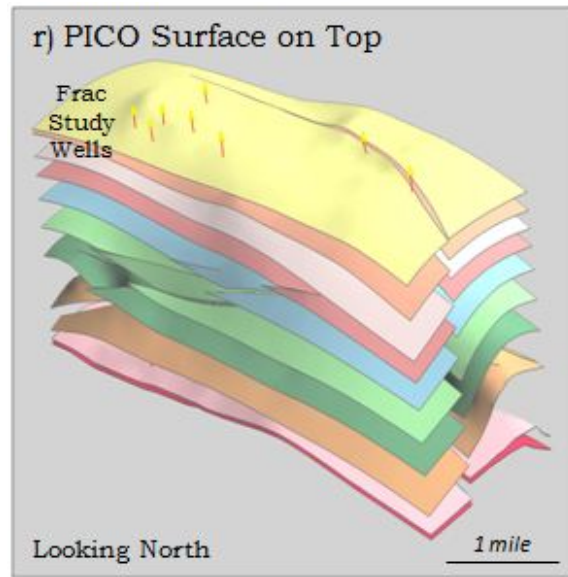 r) PICO Surface on Top
Frac
Study
Wells
Looking North
1 mile